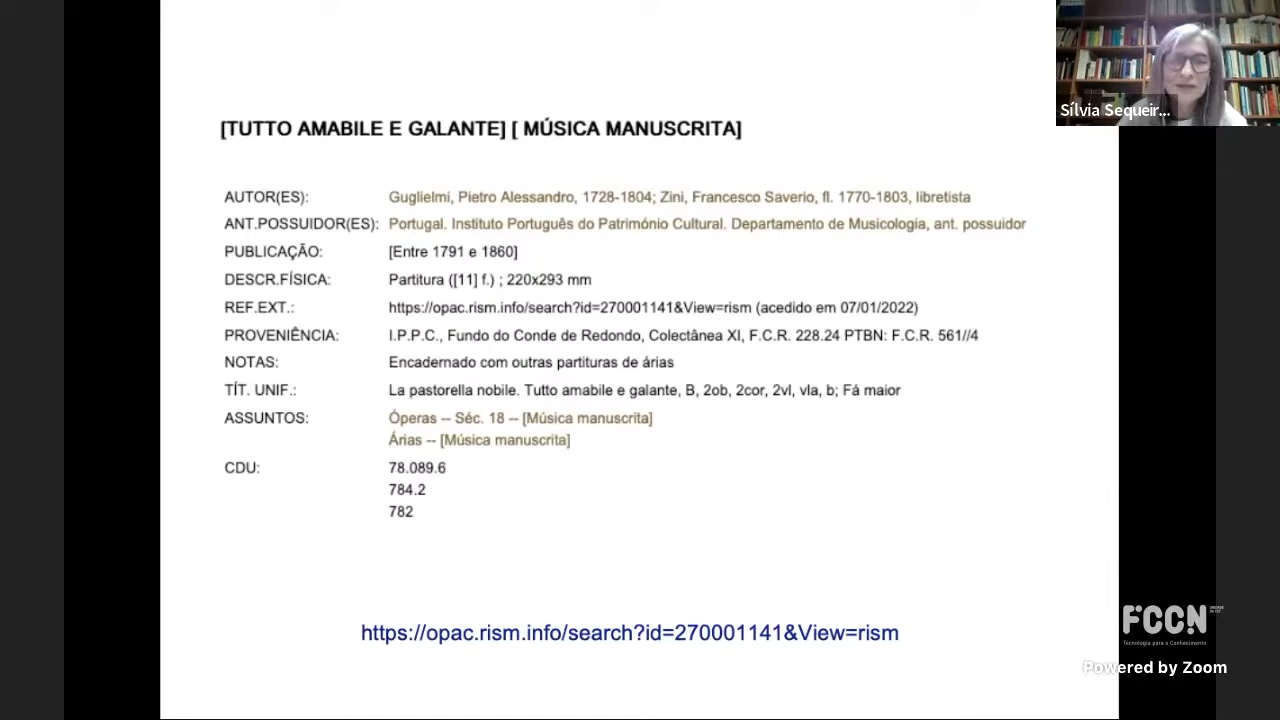 Sílvia Sequeir...
[TUTTO AMABILE E GALANTE] [ MÚSICA MANUSCRITA]
AUTOR(ES): Guglielmi, Pietro Alessandro, 1728-1804; Zini, Francesco Saverio, fl. 1770-1803, libretista
ANT.POSSUIDOR(ES): Portugal. Instituto Português do Património Cultural. Departamento de Musicologia, ant. possuidor
PUBLICAÇÃO: [Entre 1791 e 1860]
DESCR.FÍSICA: Partitura ([11] f.) ; 220x293 mm
REF.EXT.: https://opac.rism.info/search?id=270001141&View=rism (acedido em 07/01/2022)
PROVENIÊNCIA: I.P.P.C., Fundo do Conde de Redondo, Colectânea XI, F.C.R. 228.24 PTBN: F.C.R. 561//4
NOTAS: Encadernado com outras partituras de árias
TÍT. UNIF.: La pastorella nobile. Tutto amabile e galante, B, 2ob, 2cor, 2vl, vla, b; Fá maior
ASSUNTOS: Óperas -- Séc. 18 -- [Música manuscrita]
Árias -- [Música manuscrita]
CDU: 78.089.6
784.2
782
https://opac.rism.info/search?id=270001141&View=rism
FCCN
Tecnologia para o Conhecimento
Powered by Zoom